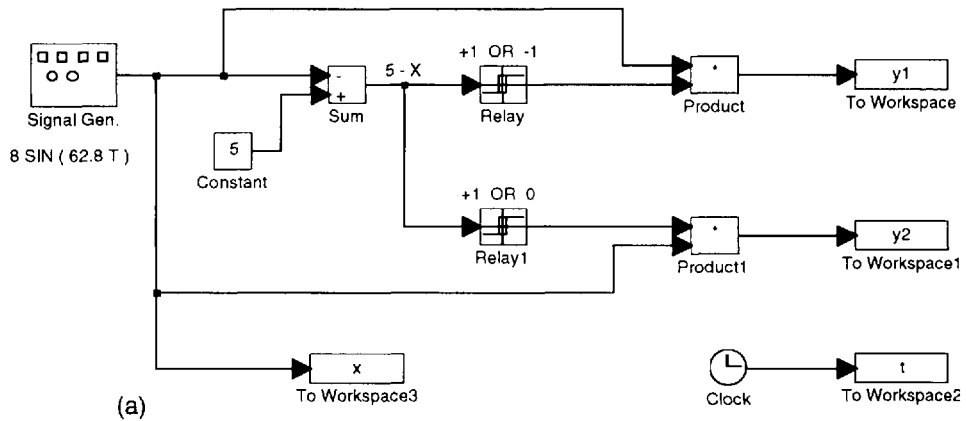 +1 OR -1
5 - X
-
+
Signal Gen.
Sum
Relay
Product
y1
To Workspace
8 SIN ( 62.8 T )
5
Constant
+1 OR 0
Relay1
Product1
y2
To Workspace1
x
To Workspace3
Clock
t
To Workspace2
(a)